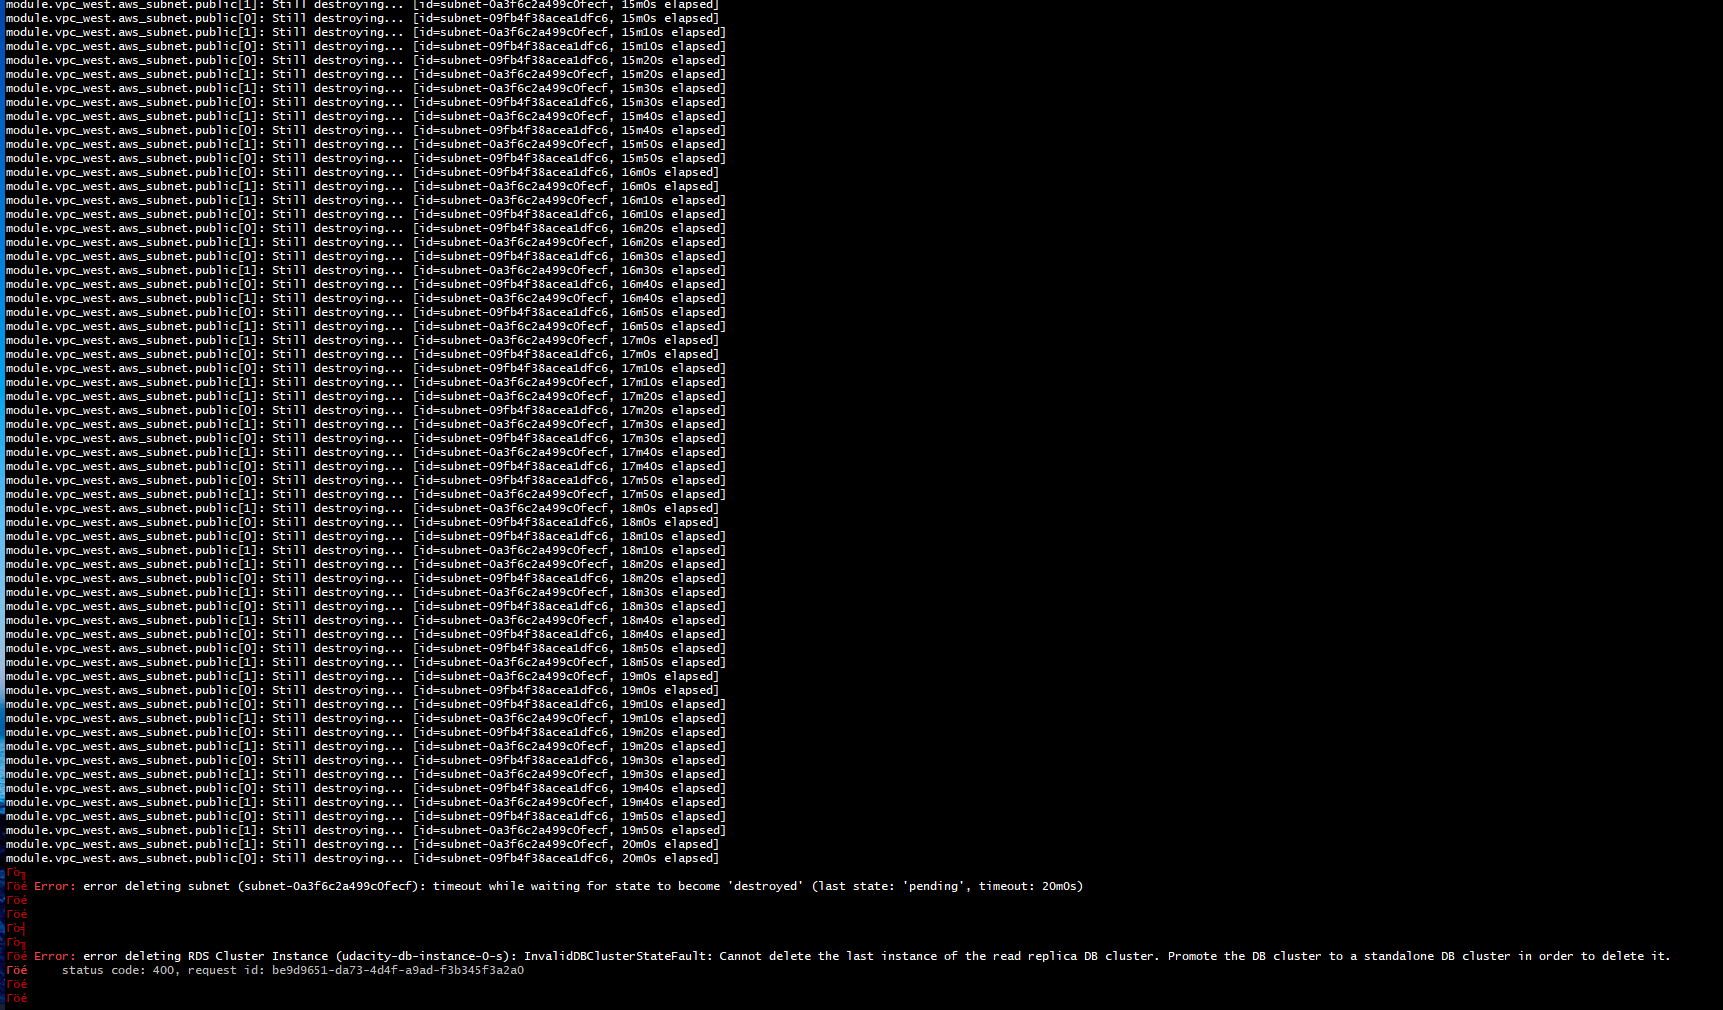 module.vpc_west.aws_subnet.public[1]: Still destroying... [id=subnet-0a3f6c2a499c0fecf, 15m0s elapsed]
module.vpc_west.aws_subnet.public[0]: Still destroying... [id=subnet-09fb4f38acea1dfc6, 15m0s elapsed]
module.vpc_west.aws_subnet.public[1]: Still destroying... [id=subnet-0a3f6c2a499c0fecf, 15m10s elapsed]
module.vpc_west.aws_subnet.public[0]: Still destroying... [id=subnet-09fb4f38acea1dfc6, 15m10s elapsed]
module.vpc_west.aws_subnet.public[0]: Still destroying... [id=subnet-09fb4f38acea1dfc6, 15m20s elapsed]
module.vpc_west.aws_subnet.public[1]: Still destroying... [id=subnet-0a3f6c2a499c0fecf, 15m20s elapsed]
module.vpc_west.aws_subnet.public[1]: Still destroying... [id=subnet-0a3f6c2a499c0fecf, 15m30s elapsed]
module.vpc_west.aws_subnet.public[0]: Still destroying... [id=subnet-09fb4f38acea1dfc6, 15m30s elapsed]
module.vpc_west.aws_subnet.public[1]: Still destroying... [id=subnet-0a3f6c2a499c0fecf, 15m40s elapsed]
module.vpc_west.aws_subnet.public[0]: Still destroying... [id=subnet-09fb4f38acea1dfc6, 15m40s elapsed]
module.vpc_west.aws_subnet.public[1]: Still destroying... [id=subnet-0a3f6c2a499c0fecf, 15m50s elapsed]
module.vpc_west.aws_subnet.public[0]: Still destroying... [id=subnet-09fb4f38acea1dfc6, 15m50s elapsed]
module.vpc_west.aws_subnet.public[0]: Still destroying... [id=subnet-09fb4f38acea1dfc6, 16m0s elapsed]
module.vpc_west.aws_subnet.public[1]: Still destroying... [id=subnet-0a3f6c2a499c0fecf, 16m0s elapsed]
module.vpc_west.aws_subnet.public[1]: Still destroying... [id=subnet-0a3f6c2a499c0fecf, 16m10s elapsed]
module.vpc_west.aws_subnet.public[0]: Still destroying... [id=subnet-09fb4f38acea1dfc6, 16m10s elapsed]
module.vpc_west.aws_subnet.public[0]: Still destroying... [id=subnet-09fb4f38acea1dfc6, 16m20s elapsed]
module.vpc_west.aws_subnet.public[1]: Still destroying... [id=subnet-0a3f6c2a499c0fecf, 16m20s elapsed]
module.vpc_west.aws_subnet.public[0]: Still destroying... [id=subnet-09fb4f38acea1dfc6, 16m30s elapsed]
module.vpc_west.aws_subnet.public[1]: Still destroying... [id=subnet-0a3f6c2a499c0fecf, 16m30s elapsed]
module.vpc_west.aws_subnet.public[0]: Still destroying... [id=subnet-09fb4f38acea1dfc6, 16m40s elapsed]
module.vpc_west.aws_subnet.public[1]: Still destroying... [id=subnet-0a3f6c2a499c0fecf, 16m40s elapsed]
module.vpc_west.aws_subnet.public[0]: Still destroying... [id=subnet-09fb4f38acea1dfc6, 16m50s elapsed]
module.vpc_west.aws_subnet.public[1]: Still destroying... [id=subnet-0a3f6c2a499c0fecf, 16m50s elapsed]
module.vpc_west.aws_subnet.public[1]: Still destroying... [id=subnet-0a3f6c2a499c0fecf, 17m0s elapsed]
module.vpc_west.aws_subnet.public[0]: Still destroying... [id=subnet-09fb4f38acea1dfc6, 17m0s elapsed]
module.vpc_west.aws_subnet.public[0]: Still destroying... [id=subnet-09fb4f38acea1dfc6, 17m10s elapsed]
module.vpc_west.aws_subnet.public[1]: Still destroying... [id=subnet-0a3f6c2a499c0fecf, 17m10s elapsed]
module.vpc_west.aws_subnet.public[1]: Still destroying... [id=subnet-0a3f6c2a499c0fecf, 17m20s elapsed]
module.vpc_west.aws_subnet.public[0]: Still destroying... [id=subnet-09fb4f38acea1dfc6, 17m20s elapsed]
module.vpc_west.aws_subnet.public[1]: Still destroying... [id=subnet-0a3f6c2a499c0fecf, 17m30s elapsed]
module.vpc_west.aws_subnet.public[0]: Still destroying... [id=subnet-09fb4f38acea1dfc6, 17m30s elapsed]
module.vpc_west.aws_subnet.public[1]: Still destroying... [id=subnet-0a3f6c2a499c0fecf, 17m40s elapsed]
module.vpc_west.aws_subnet.public[0]: Still destroying... [id=subnet-09fb4f38acea1dfc6, 17m40s elapsed]
module.vpc_west.aws_subnet.public[0]: Still destroying... [id=subnet-09fb4f38acea1dfc6, 17m50s elapsed]
module.vpc_west.aws_subnet.public[1]: Still destroying... [id=subnet-0a3f6c2a499c0fecf, 17m50s elapsed]
module.vpc_west.aws_subnet.public[1]: Still destroying... [id=subnet-0a3f6c2a499c0fecf, 18m0s elapsed]
module.vpc_west.aws_subnet.public[0]: Still destroying... [id=subnet-09fb4f38acea1dfc6, 18m0s elapsed]
module.vpc_west.aws_subnet.public[0]: Still destroying... [id=subnet-09fb4f38acea1dfc6, 18m10s elapsed]
module.vpc_west.aws_subnet.public[1]: Still destroying... [id=subnet-0a3f6c2a499c0fecf, 18m10s elapsed]
module.vpc_west.aws_subnet.public[1]: Still destroying... [id=subnet-0a3f6c2a499c0fecf, 18m20s elapsed]
module.vpc_west.aws_subnet.public[0]: Still destroying... [id=subnet-09fb4f38acea1dfc6, 18m20s elapsed]
module.vpc_west.aws_subnet.public[1]: Still destroying... [id=subnet-0a3f6c2a499c0fecf, 18m30s elapsed]
module.vpc_west.aws_subnet.public[0]: Still destroying... [id=subnet-09fb4f38acea1dfc6, 18m30s elapsed]
module.vpc_west.aws_subnet.public[1]: Still destroying... [id=subnet-0a3f6c2a499c0fecf, 18m40s elapsed]
module.vpc_west.aws_subnet.public[0]: Still destroying... [id=subnet-09fb4f38acea1dfc6, 18m40s elapsed]
module.vpc_west.aws_subnet.public[0]: Still destroying... [id=subnet-09fb4f38acea1dfc6, 18m50s elapsed]
module.vpc_west.aws_subnet.public[1]: Still destroying... [id=subnet-0a3f6c2a499c0fecf, 18m50s elapsed]
module.vpc_west.aws_subnet.public[1]: Still destroying... [id=subnet-0a3f6c2a499c0fecf, 19m0s elapsed]
module.vpc_west.aws_subnet.public[0]: Still destroying... [id=subnet-09fb4f38acea1dfc6, 19m0s elapsed]
module.vpc_west.aws_subnet.public[0]: Still destroying... [id=subnet-09fb4f38acea1dfc6, 19m10s elapsed]
module.vpc_west.aws_subnet.public[1]: Still destroying... [id=subnet-0a3f6c2a499c0fecf, 19m10s elapsed]
module.vpc_west.aws_subnet.public[0]: Still destroying... [id=subnet-09fb4f38acea1dfc6, 19m20s elapsed]
module.vpc_west.aws_subnet.public[1]: Still destroying... [id=subnet-0a3f6c2a499c0fecf, 19m20s elapsed]
module.vpc_west.aws_subnet.public[0]: Still destroying... [id=subnet-09fb4f38acea1dfc6, 19m30s elapsed]
module.vpc_west.aws_subnet.public[1]: Still destroying... [id=subnet-0a3f6c2a499c0fecf, 19m30s elapsed]
module.vpc_west.aws_subnet.public[0]: Still destroying... [id=subnet-09fb4f38acea1dfc6, 19m40s elapsed]
module.vpc_west.aws_subnet.public[1]: Still destroying... [id=subnet-0a3f6c2a499c0fecf, 19m40s elapsed]
module.vpc_west.aws_subnet.public[0]: Still destroying... [id=subnet-09fb4f38acea1dfc6, 19m50s elapsed]
module.vpc_west.aws_subnet.public[1]: Still destroying... [id=subnet-0a3f6c2a499c0fecf, 19m50s elapsed]
module.vpc_west.aws_subnet.public[1]: Still destroying... [id=subnet-0a3f6c2a499c0fecf, 20m0s elapsed]
module.vpc_west.aws_subnet.public[0]: Still destroying... [id=subnet-09fb4f38acea1dfc6, 20m0s elapsed]
Γò╖
Γöé Error: error deleting subnet (subnet-0a3f6c2a499c0fecf): timeout while waiting for state to become 'destroyed' (last state: 'pending', timeout: 20m0s)
Γöé
Γöé
Γò╡
Γò╖
Γöé Error: error deleting RDS Cluster Instance (udacity-db-instance-0-s): InvalidDBClusterStateFault: Cannot delete the last instance of the read replica DB cluster. Promote the DB cluster to a standalone DB cluster in order to delete it.
Γöé     status code: 400, request id: be9d9651-da73-4d4f-a9ad-f3b345f3a2a0
Γöé
Γöé